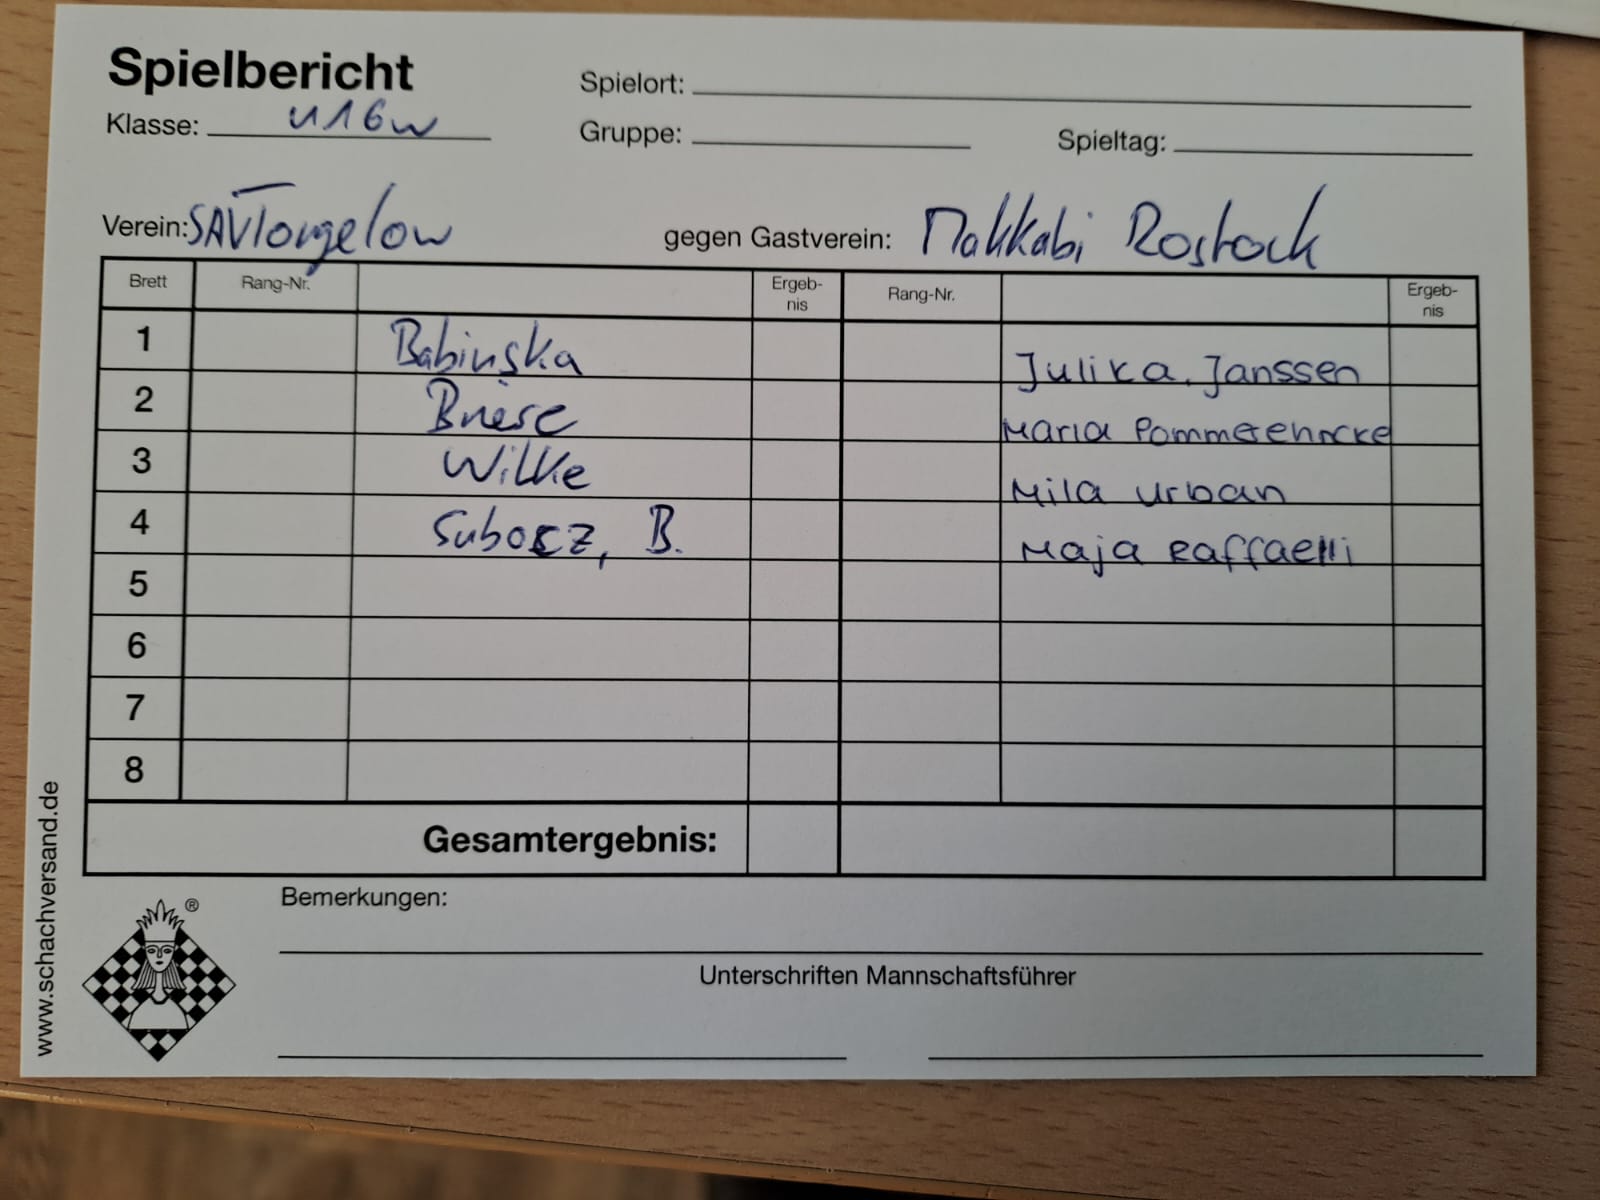 Spielbericht
Spielort:
Klasse: U16w
Gruppe:
Spieltag:
Verein: SAV Torgelow
gegen Gastverein: Makkabi Rostock
Brett Rang-Nr. Ergeb-nis Rang-Nr. Ergeb-nis
1 Babinska Julika Janssen
2 Briese Maria
3 Wilke Mila Urban
4 Subocz, B. Maja Raffaelli
5
6
7
8
Gesamtergebnis:
Bemerkungen:
Unterschriften Mannschaftsführer
www.schachversand.de
®